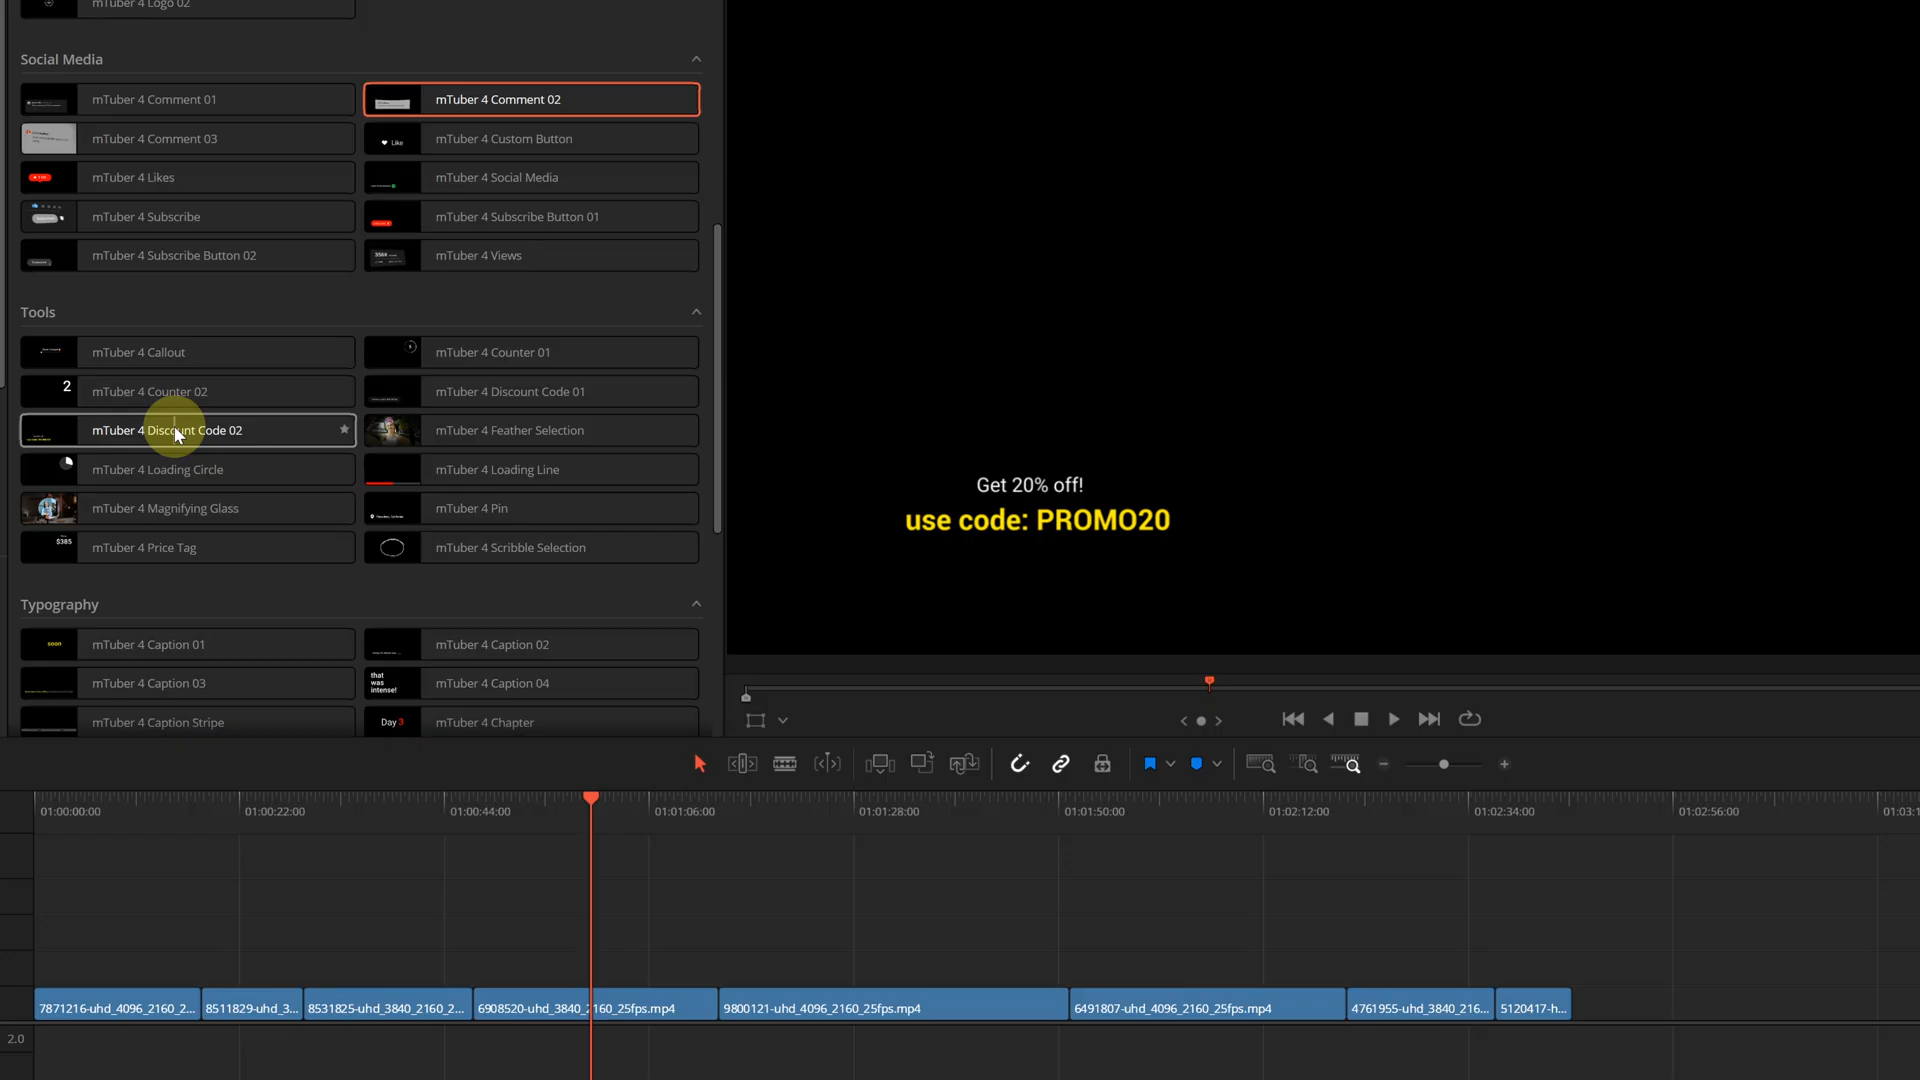 mTuber 4 Logo 02
Social Media
mTuber 4 Comment 01
mTuber 4 Comment 02
mTuber 4 Comment 03
Like
mTuber 4 Custom Button
mTuber 4 Likes
mTuber 4 Social Media
mTuber 4 Subscribe
mTuber 4 Subscribe Button 01
mTuber 4 Subscribe Button 02
358K
mTuber 4 Views
Tools
mTuber 4 Callout
mTuber 4 Counter 01
2
mTuber 4 Counter 02
mTuber 4 Discount Code 01
mTuber 4 Discount Code 02
mTuber 4 Feather Selection
mTuber 4 Loading Circle
mTuber 4 Loading Line
mTuber 4 Magnifying Glass
mTuber 4 Pin
$385
mTuber 4 Price Tag
mTuber 4 Scribble Selection
Typography
soon
mTuber 4 Caption 01
mTuber 4 Caption 02
mTuber 4 Caption 03
that
was
intense!
mTuber 4 Caption 04
mTuber 4 Caption Stripe
Day 3
mTuber 4 Chapter
Get 20% off!
use code: PROMO20
01:00:00:00
01:00:22:00
01:00:44:00
01:01:06:00
01:01:28:00
01:01:50:00
01:02:12:00
01:02:34:00
01:02:56:00
01:03:1
7871216-uhd_4096_2160_2...
8511829-uhd_3...
8531825-uhd_3840_2160_2...
6908520-uhd_3840_2160_25fps.mp4
9800121-uhd_4096_2160_25fps.mp4
6491807-uhd_4096_2160_25fps.mp4
4761955-uhd_3840_216...
5120417-h...
2.0